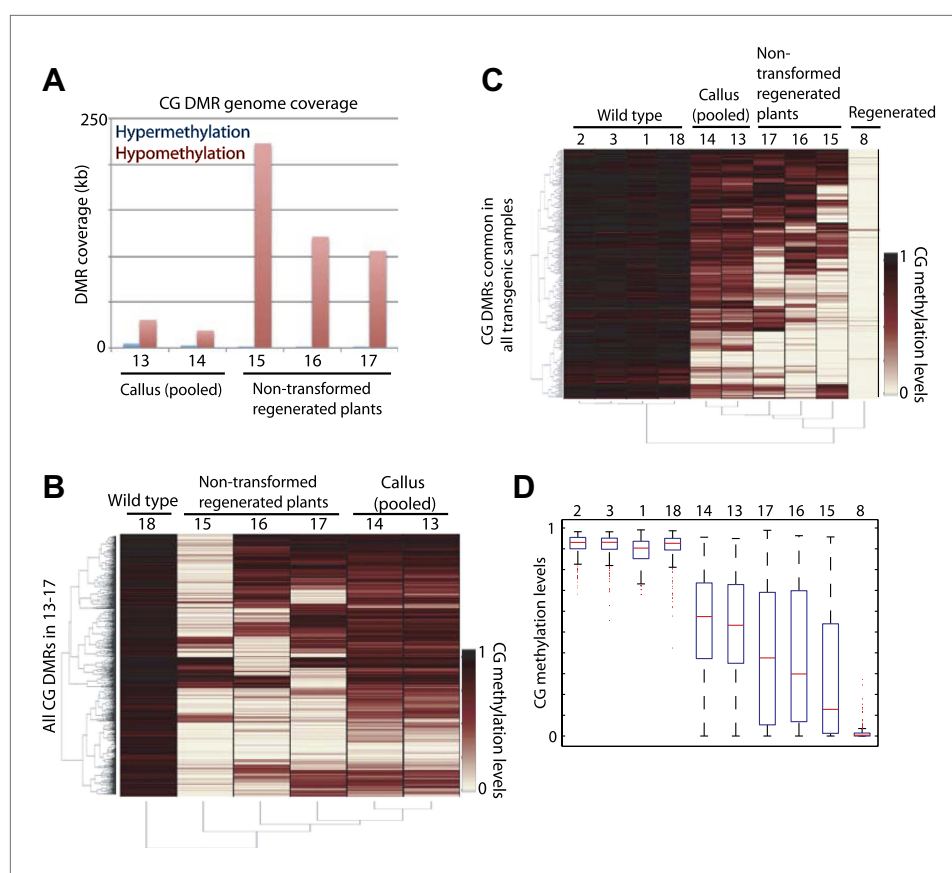 A
CG DMR genome coverage
250
Hypermethylation
Hypomethylation
DMR coverage (kb)
0
13 14 15 16 17
Callus (pooled)
Non-transformed
regenerated plants
C
Non-
transformed
regenerated
plants
Callus
(pooled)
Wild type
Regenerated
2 3 1 18 14 13 17 16 15 8
CG DMRs common in
all transgenic samples
1
0
CG methylation levels
B
Non-transformed
regenerated plants
Callus
(pooled)
Wild type
18 15 16 17 14 13
All CG DMRs in 13-17
1
0
CG methylation levels
D
2 3 1 18 14 13 17 16 15 8
1
CG methylation levels
0